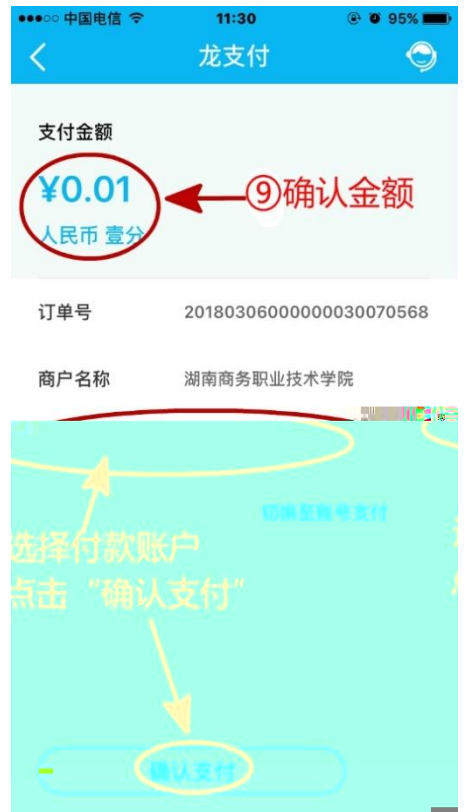 中国电信 11:30 95%
龙支付
支付金额
¥0.01
⑨确认金额
人民币 壹分
订单号 20180306000000030070568
商户名称 湖南商务职业技术学院
切换至账号支付
选择付款账户
点击“确认支付”
确认支付